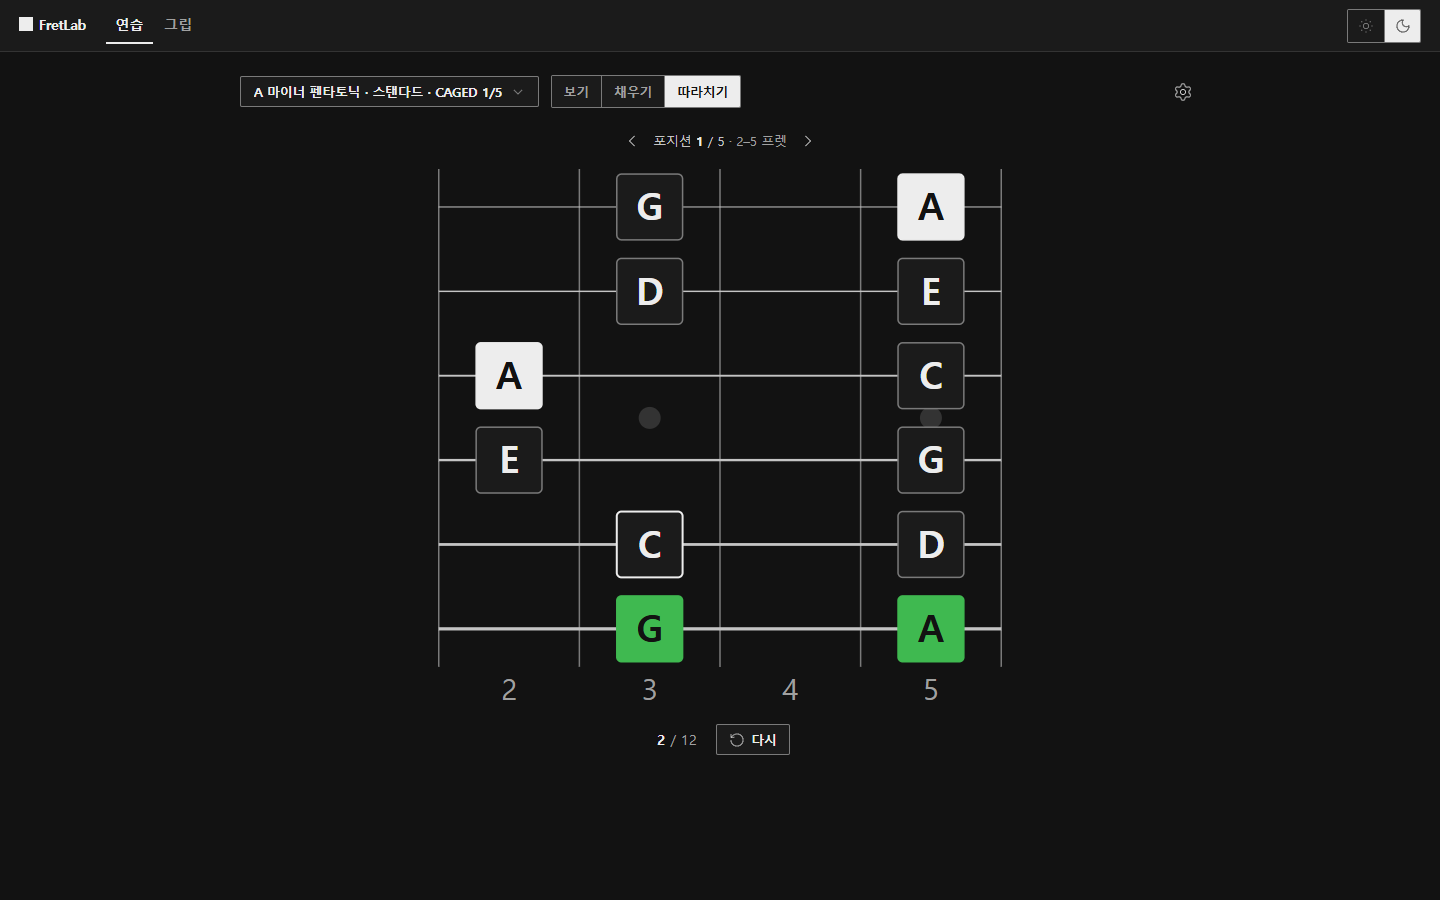 FretLab 연습 그립
A 마이너 펜타토닉 · 스탠다드 · CAGED 1/5 보기 채우기 따라치기
포지션 1 / 5 · 2–5 프렛
G A
D E
A C
E G
C D
G A
2 3 4 5
2 / 12 다시